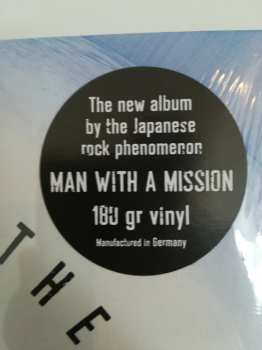 The new album
by the Japanese
rock phenomenon
MAN WITH A MISSION
180 gr vinyl
Manufactured in Germany
THE